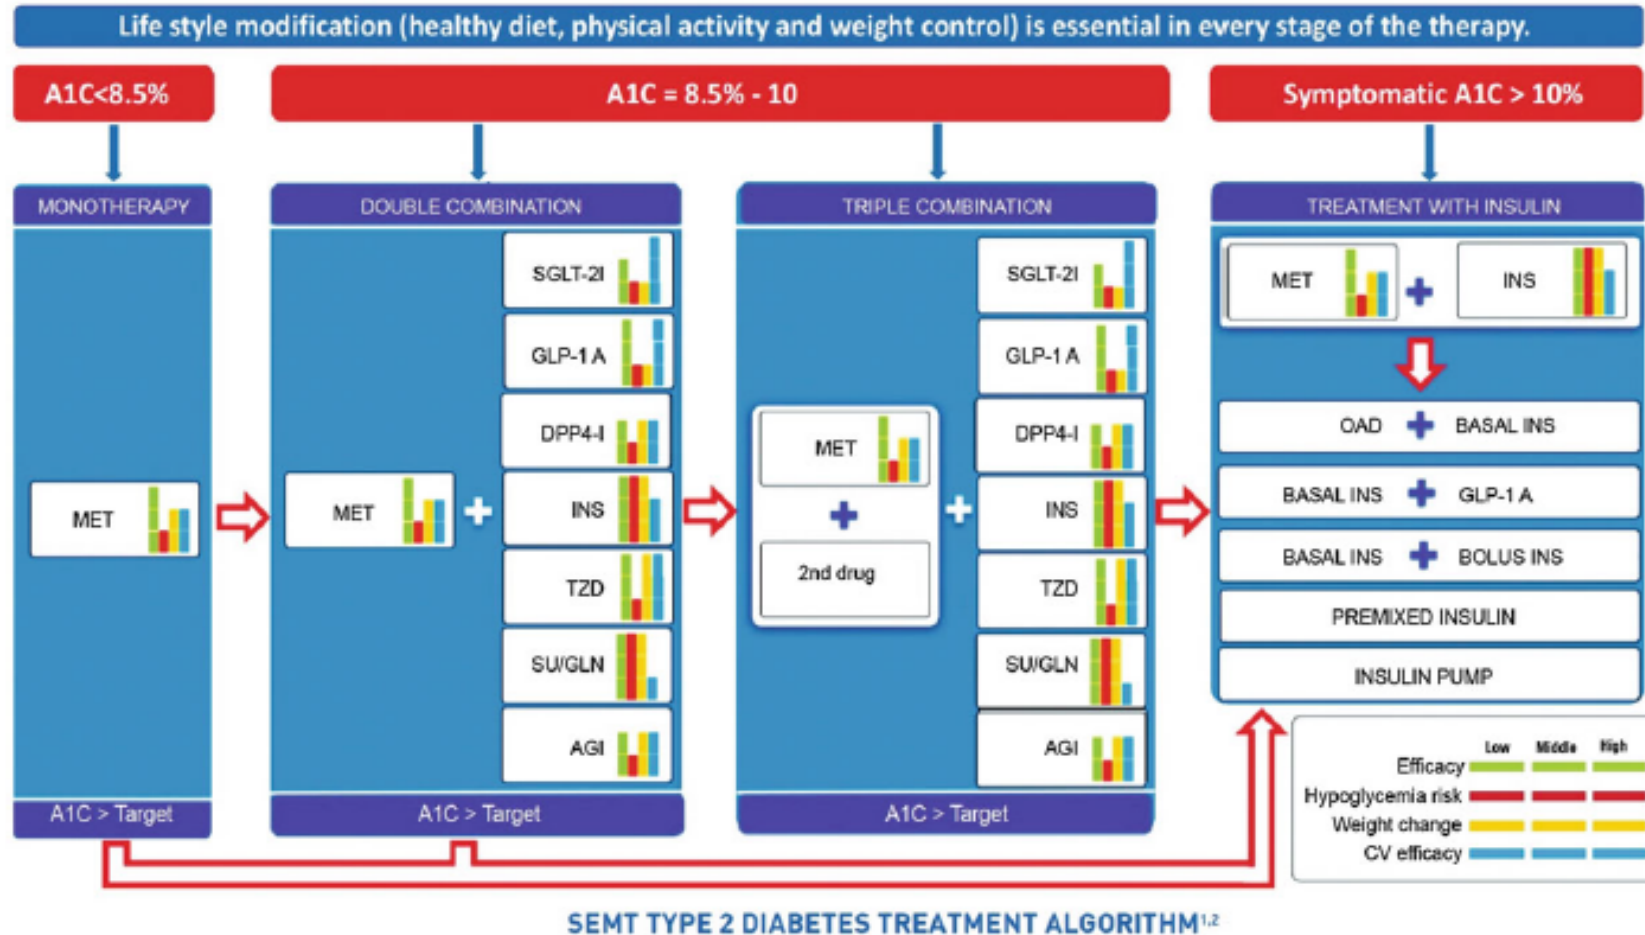 Life style modification (healthy diet, physical activity and weight control) is essential in every stage of the therapy.
A1C<8.5%
A1C = 8.5% - 10
Symptomatic A1C > 10%
MONOTHERAPY
MET
A1C > Target
DOUBLE COMBINATION
MET
+
SGLT-2I
GLP-1 A
DPP4-I
INS
TZD
SU/GLN
AGI
A1C > Target
TRIPLE COMBINATION
MET
+
2nd drug
+
SGLT-2I
GLP-1 A
DPP4-I
INS
TZD
SU/GLN
AGI
A1C > Target
TREATMENT WITH INSULIN
MET + INS
OAD + BASAL INS
BASAL INS + GLP-1 A
BASAL INS + BOLUS INS
PREMIXED INSULIN
INSULIN PUMP
Low Middle High
Efficacy
Hypoglycemia risk
Weight change
CV efficacy
SEMT TYPE 2 DIABETES TREATMENT ALGORITHM1,2